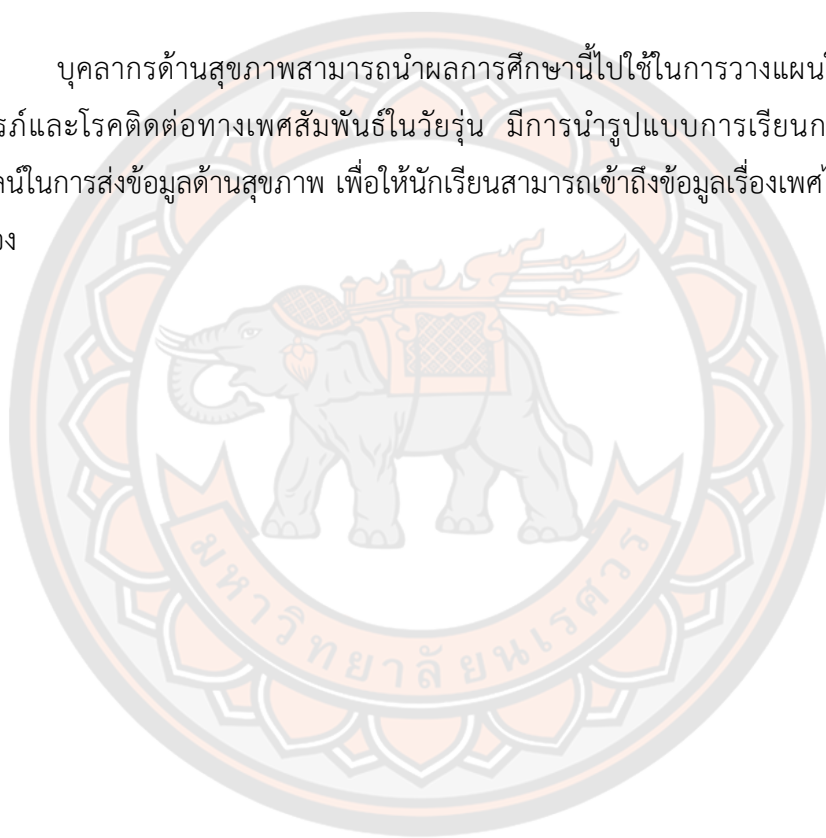 บุคลากรด้านสุขภาพสามารถนำผลการศึกษานี้ไปใช้ในการวางแผน
รภ์และโรคติดต่อทางเพศสัมพันธ์ในวัยรุ่น มีการนำรูปแบบการเรียนก
ลน์ในการส่งข้อมูลด้านสุขภาพ เพื่อให้นักเรียนสามารถเข้าถึงข้อมูลเรื่องเพศ
อง
มหาวิทยาลัยนเรศวร